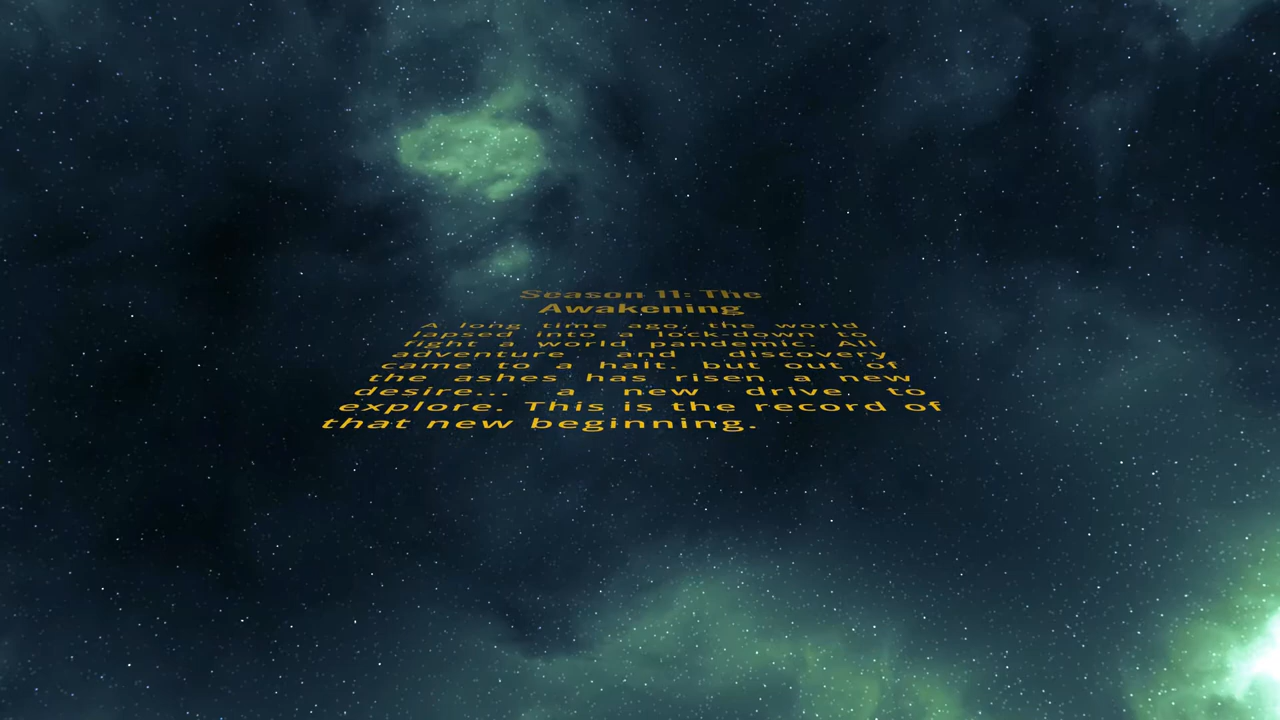 Season 11: The
Awakening
A long time ago, the world
lapsed into a lock-down to
fight a world pandemic. All
adventure and discovery
came to a halt. but out of
the ashes has risen a new
desire... a new drive to
explore. This is the record of
that new beginning.